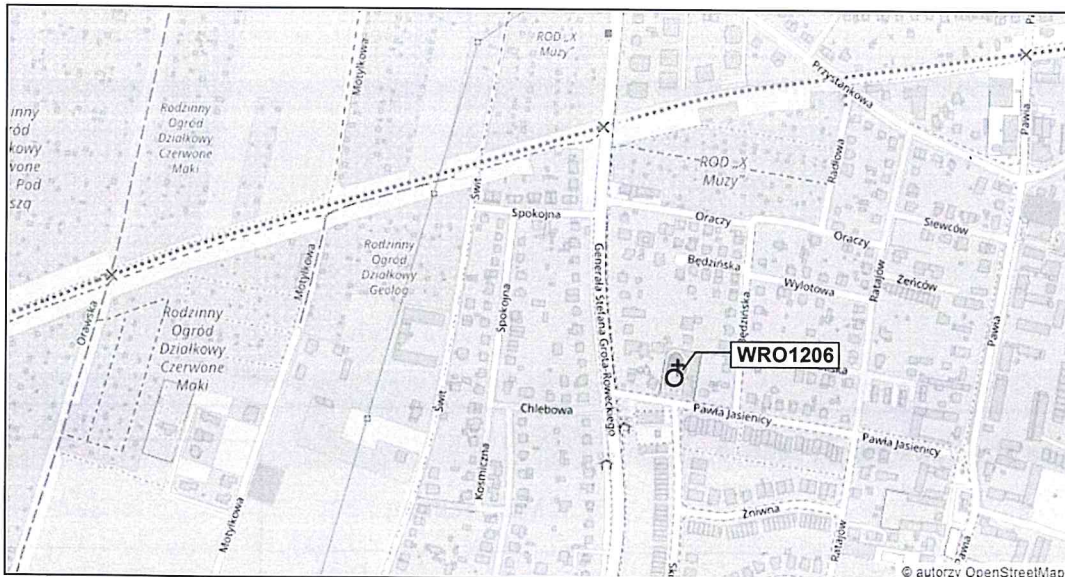 ROD „X
Muzy"
Motylkowa
Rodzinny
Ogród
Działkowy
Czerwone
Maki
Przystankowa
Pawia
Radłowa
ROD „X
Muzy"
Świt
Spokojna
Oraczy
Oraczy
Siewców
Rodzinny
Ogród
Działkowy
Geolog
Będzińska
Wylotowa
Żeńców
Ratajów
Motylkowa
Orawska
Rodzinny
Ogród
Działkowy
Czerwone
Maki
Spokojna
Generała Stefana Grota-Roweckiego
Będzińska
Pawia
WRO1206
Świt
Chlebowa
Pawła Jasienicy
Pawła Jasienicy
Kosmiczna
Żniwna
Motylkowa
Ratajów
Pawia
© autorzy OpenStreetMap